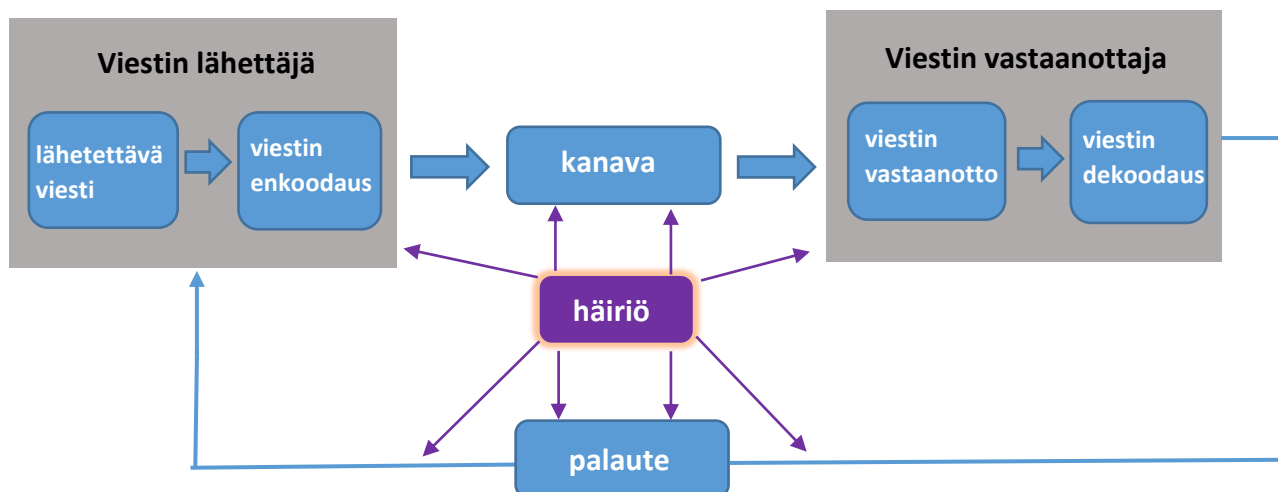 Viestin lähettäjä
lähetettävä
viesti
viestin
enkoodaus
kanava
Viestin vastaanottaja
viestin
vastaanotto
viestin
dekoodaus
häiriö
palaute